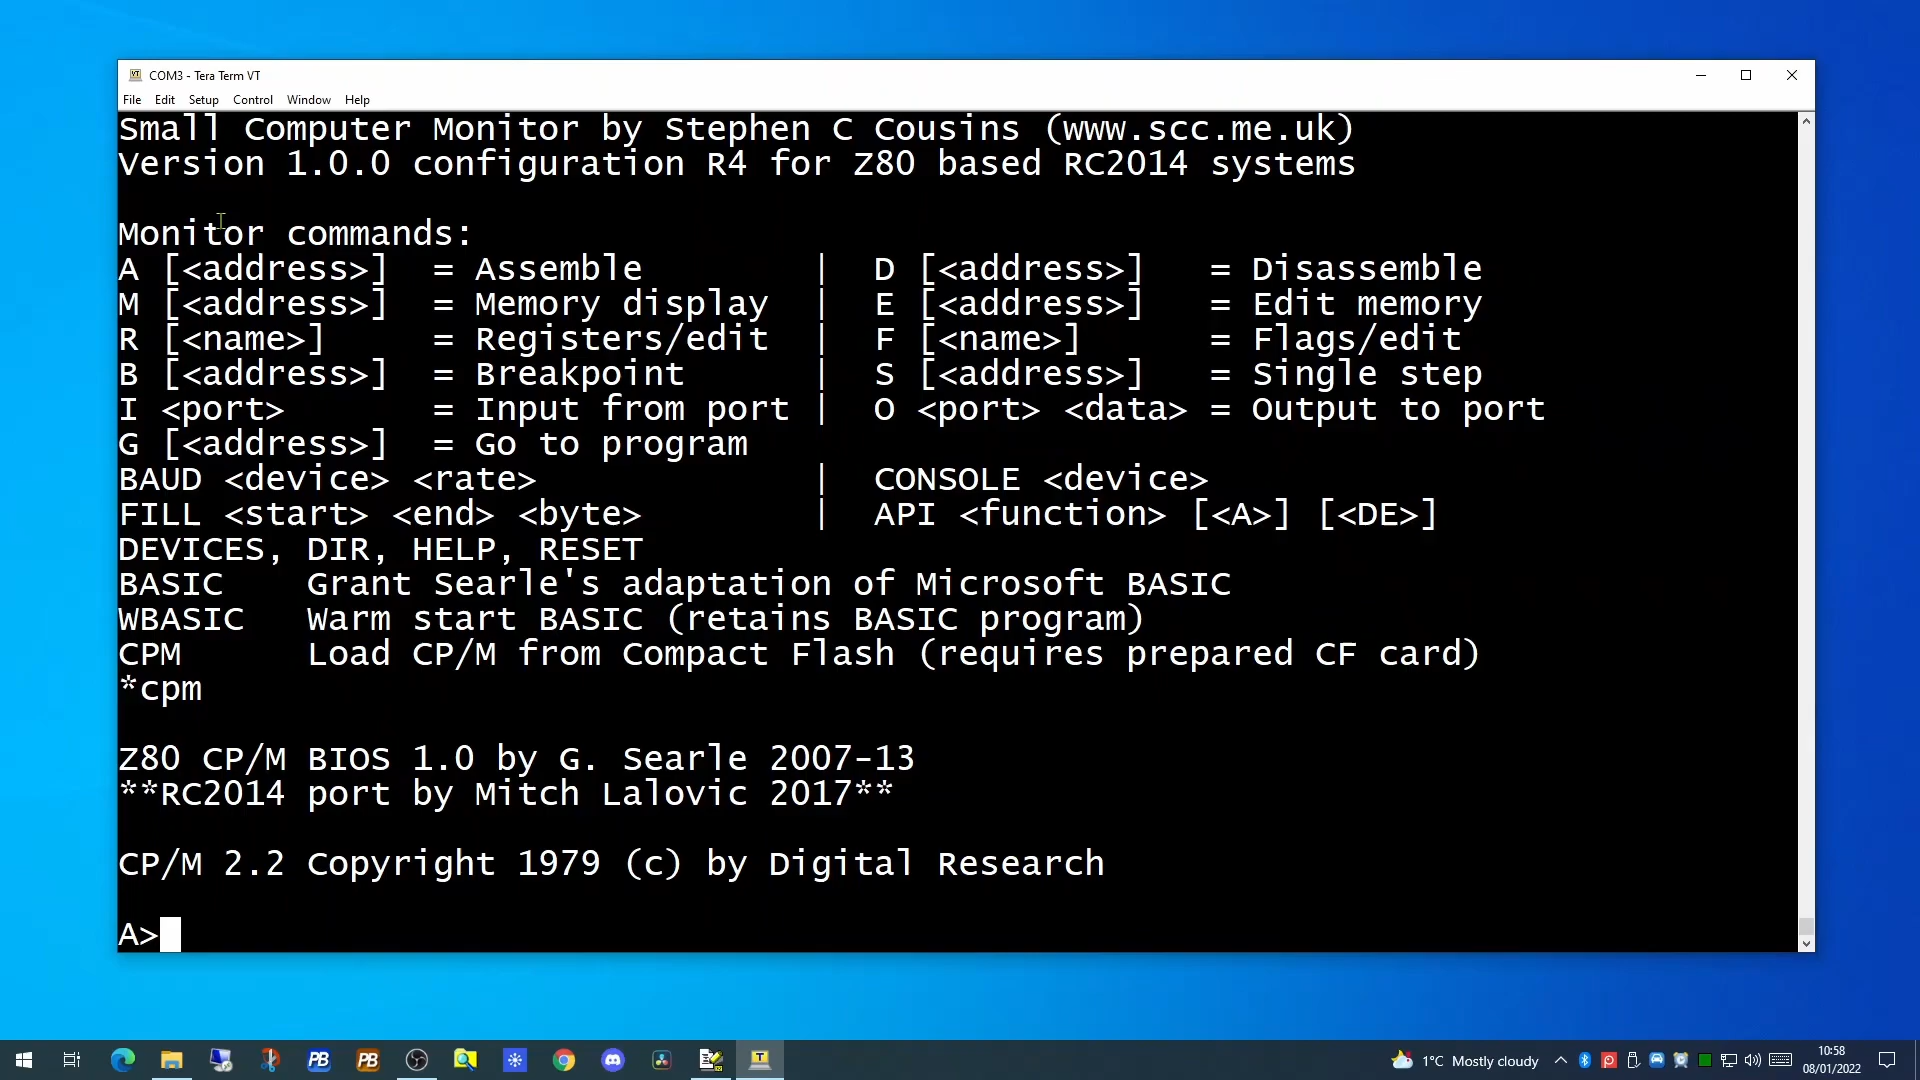 COM3 - Tera Term VT
File Edit Setup Control Window Help
Small Computer Monitor by Stephen C Cousins (www.scc.me.uk)
Version 1.0.0 configuration R4 for Z80 based RC2014 systems
Monitor commands:
A [<address>] = Assemble | D [<address>] = Disassemble
M [<address>] = Memory display | E [<address>] = Edit memory
R [<name>] = Registers/edit | F [<name>] = Flags/edit
B [<address>] = Breakpoint | S [<address>] = Single step
I <port> = Input from port | O <port> <data> = Output to port
G [<address>] = Go to program
BAUD <device> <rate> | CONSOLE <device>
FILL <start> <end> <byte> | API <function> [<A>] [<DE>]
DEVICES, DIR, HELP, RESET
BASIC Grant Searle's adaptation of Microsoft BASIC
WBASIC Warm start BASIC (retains BASIC program)
CPM Load CP/M from Compact Flash (requires prepared CF card)
*cpm
Z80 CP/M BIOS 1.0 by G. Searle 2007-13
**RC2014 port by Mitch Lalovic 2017**
CP/M 2.2 Copyright 1979 (c) by Digital Research
A>
PB PB T 1°C Mostly cloudy 10:58
08/01/2022